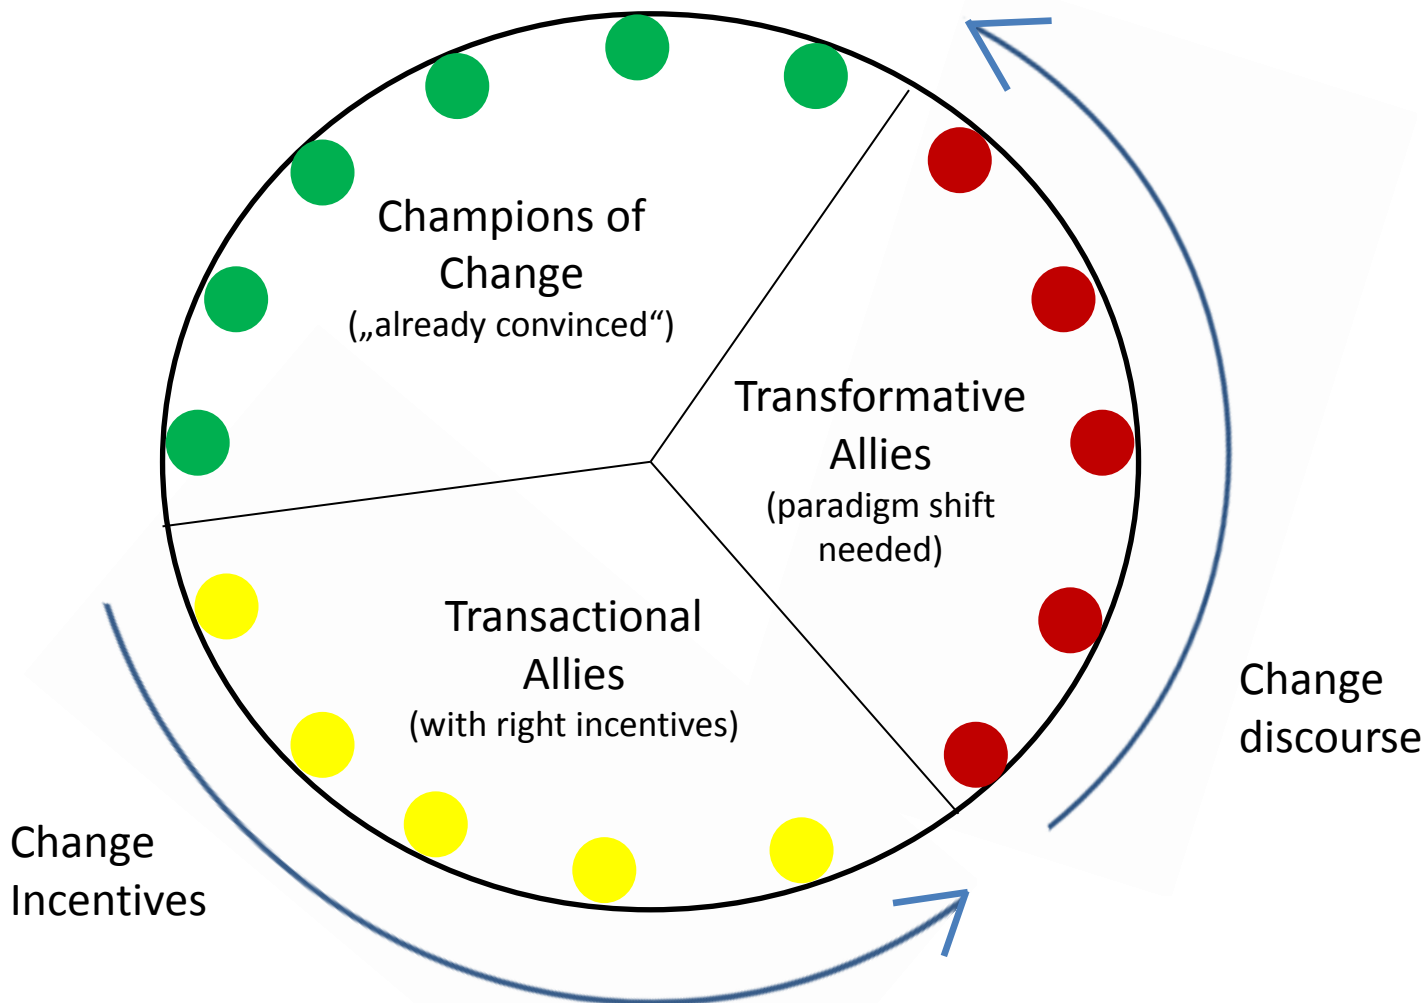 Champions of
Change
(„already convinced“)
Transformative
Allies
(paradigm shift
needed)
Transactional
Allies
(with right incentives)
Change
discourse
Change
Incentives